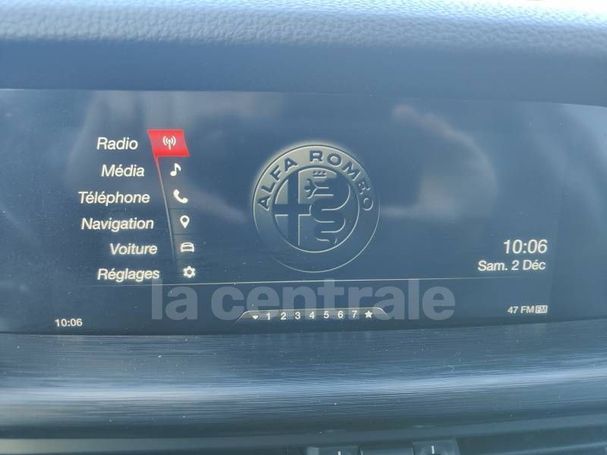 Radio
Média
Téléphone
Navigation
Voiture
Réglages
ALFA ROMEO
10:06
Sam. 2 Déc
la centrale
10:06
1 2 3 4 5 6 7
47 FM FM